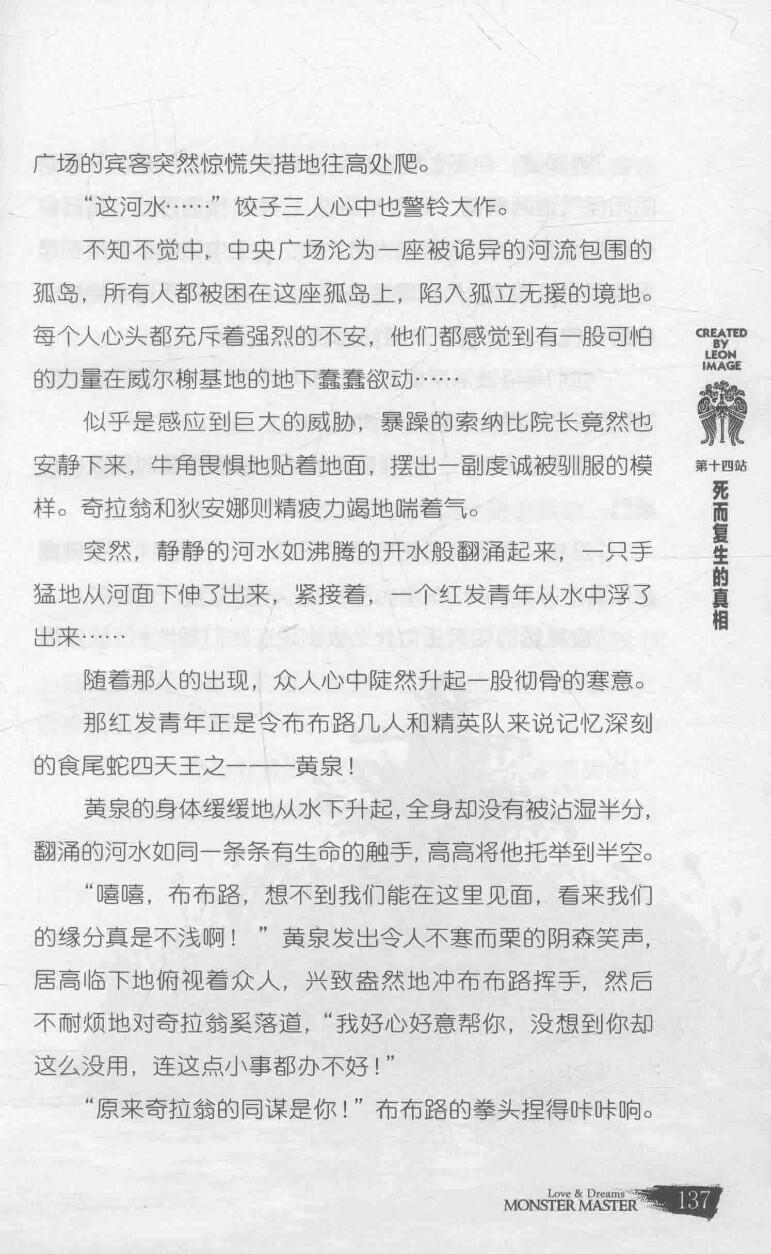 广场的宾客突然惊慌失措地往高处爬。
“这河水……”饺子三人心中也警铃大作。
不知不觉中，中央广场沦为一座被诡异的河流包围的
孤岛，所有人都被困在这座孤岛上，陷入孤立无援的境地。
每个人心头都充斥着强烈的不安，他们都感觉到有一股可怕
的力量在威尔榭基地的地下蠢蠢欲动……
似乎是感应到巨大的威胁，暴躁的索纳比院长竟然也
安静下来，牛角畏惧地贴着地面，摆出一副虔诚被驯服的模
样。奇拉翁和狄安娜则精疲力竭地喘着气。
突然，静静的河水如沸腾的开水般翻涌起来，一只手
猛地从河面下伸了出来，紧接着，一个红发青年从水中浮了
出来……
随着那人的出现，众人心中陡然升起一股彻骨的寒意。
那红发青年正是令布布路几人和精英队来说记忆深刻
的食尾蛇四天王之一——黄泉！
黄泉的身体缓缓地从水下升起，全身却没有被沾湿半分，
翻涌的河水如同一条条有生命的触手，高高将他托举到半空。
“嘻嘻，布布路，想不到我们能在这里见面，看来我们
的缘分真是不浅啊！”黄泉发出令人不寒而栗的阴森笑声，
居高临下地俯视着众人，兴致盎然地冲布布路挥手，然后
不耐烦地对奇拉翁奚落道，“我好心好意帮你，没想到你却
这么没用，连这点小事都办不好！”
“原来奇拉翁的同谋是你！”布布路的拳头捏得咔咔响。
CREATED
BY
LEON
IMAGE
第十四站
死而复生的真相
Love & Dreams
MONSTER MASTER
137